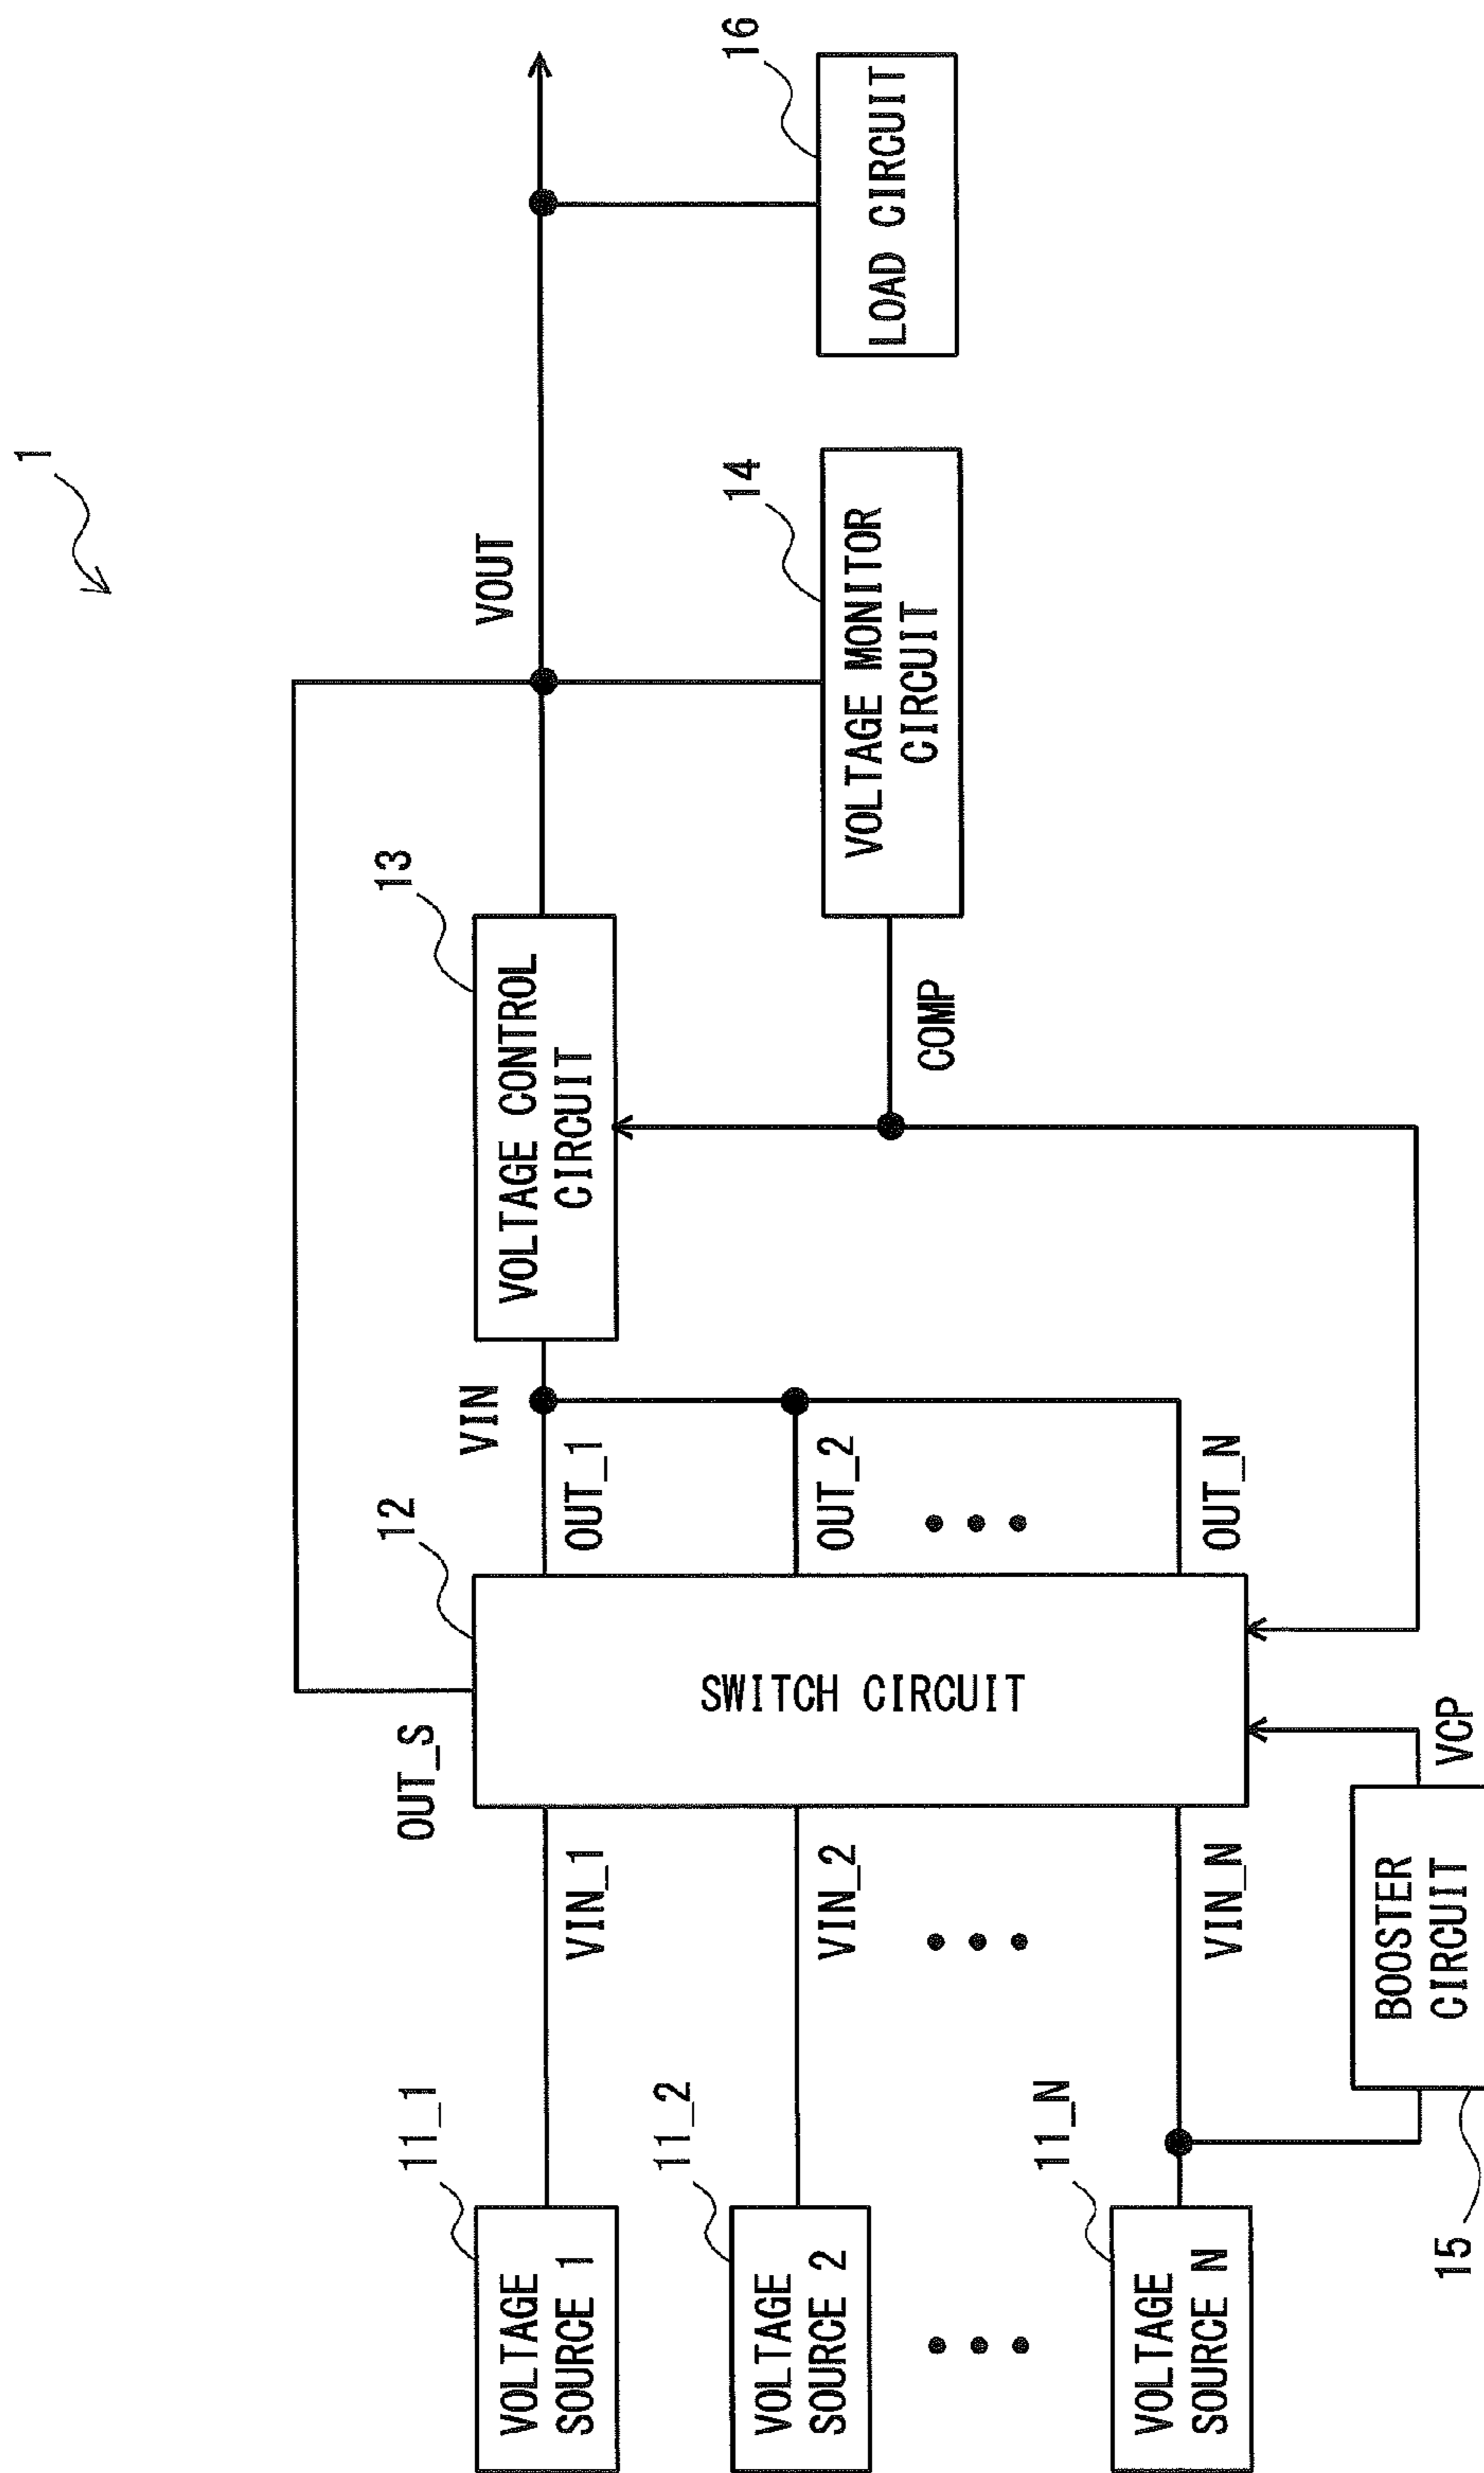 1
11_1
VOLTAGE
SOURCE 1
VIN_1
11_2
VOLTAGE
SOURCE 2
VIN_2
11_N
VOLTAGE
SOURCE N
VIN_N
15
BOOSTER
CIRCUIT
VCP
OUT_S
12
SWITCH CIRCUIT
OUT_1
OUT_2
OUT_N
VIN
13
VOLTAGE CONTROL
CIRCUIT
COMP
VOUT
14
VOLTAGE MONITOR
CIRCUIT
16
LOAD CIRCUIT